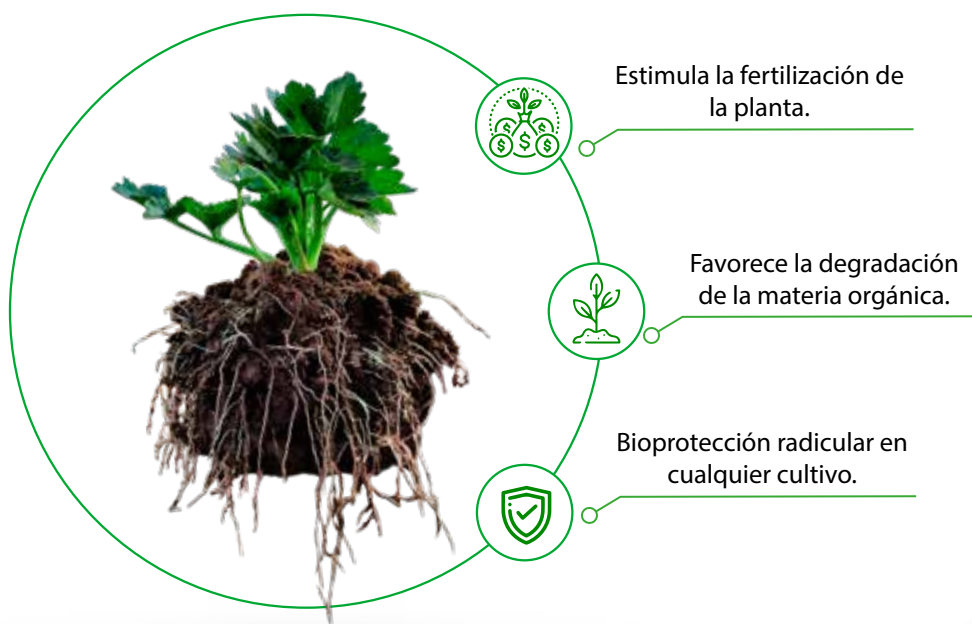 Estimula la fertilización de
la planta.
Favorece la degradación
de la materia orgánica.
Bioprotección radicular en
cualquier cultivo.